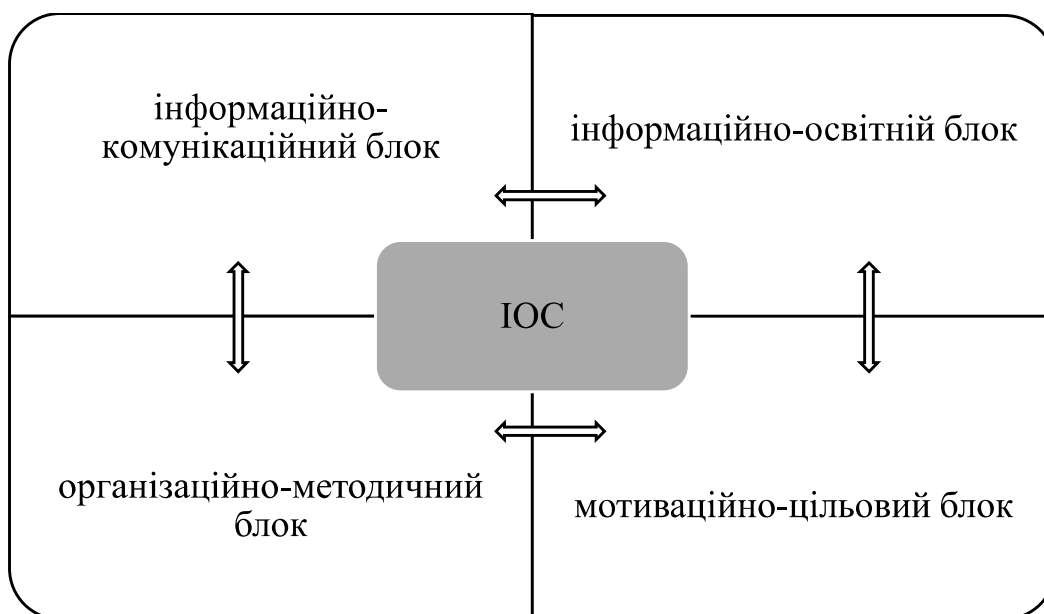 інформаційно-
комунікаційний блок
інформаційно-освітній блок
ІОС
організаційно-методичний
блок
мотиваційно-цільовий блок